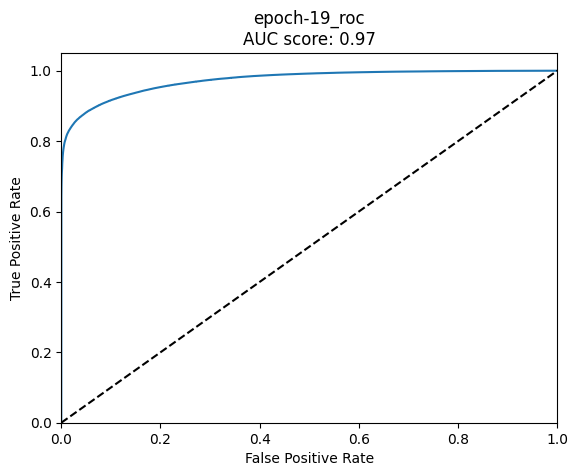 epoch-19_roc
AUC score: 0.97
True Positive Rate
1.0
0.8
0.6
0.4
0.2
0.0
0.0 0.2 0.4 0.6 0.8 1.0
False Positive Rate